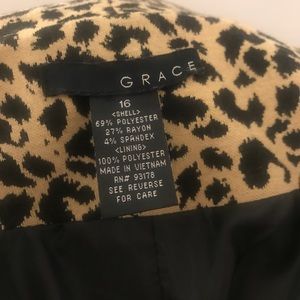 GRACE
16
<SHELL>
69% POLYESTER
27% RAYON
4% SPANDEX
<LINING>
100% POLYESTER
MADE IN VIETNAM
RN# 93178
SEE REVERSE
FOR CARE